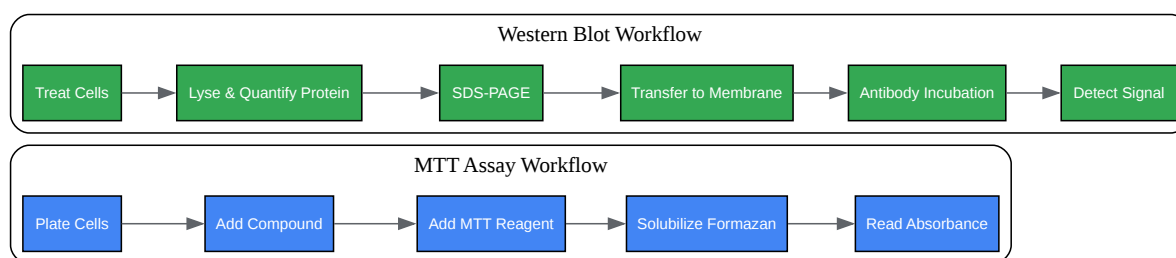 Western Blot Workflow
Treat Cells
Lyse & Quantify Protein
SDS-PAGE
Transfer to Membrane
Antibody Incubation
Detect Signal
MTT Assay Workflow
Plate Cells
Add Compound
Add MTT Reagent
Solubilize Formazan
Read Absorbance